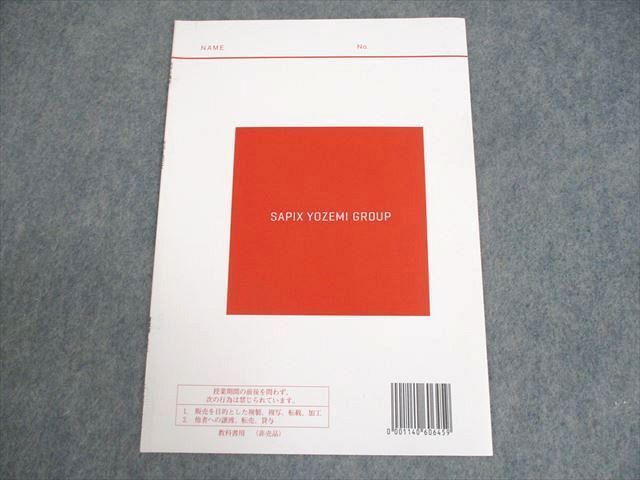 NAME No.
SAPIX YOZEMI GROUP
授業期間の前後を問わず、
次の行為は禁じられています。
1. 販売を目的とした複製、複写、転載、加工
2. 他者への譲渡、転売、貸与
教科書用 (非売品)
0001140606459